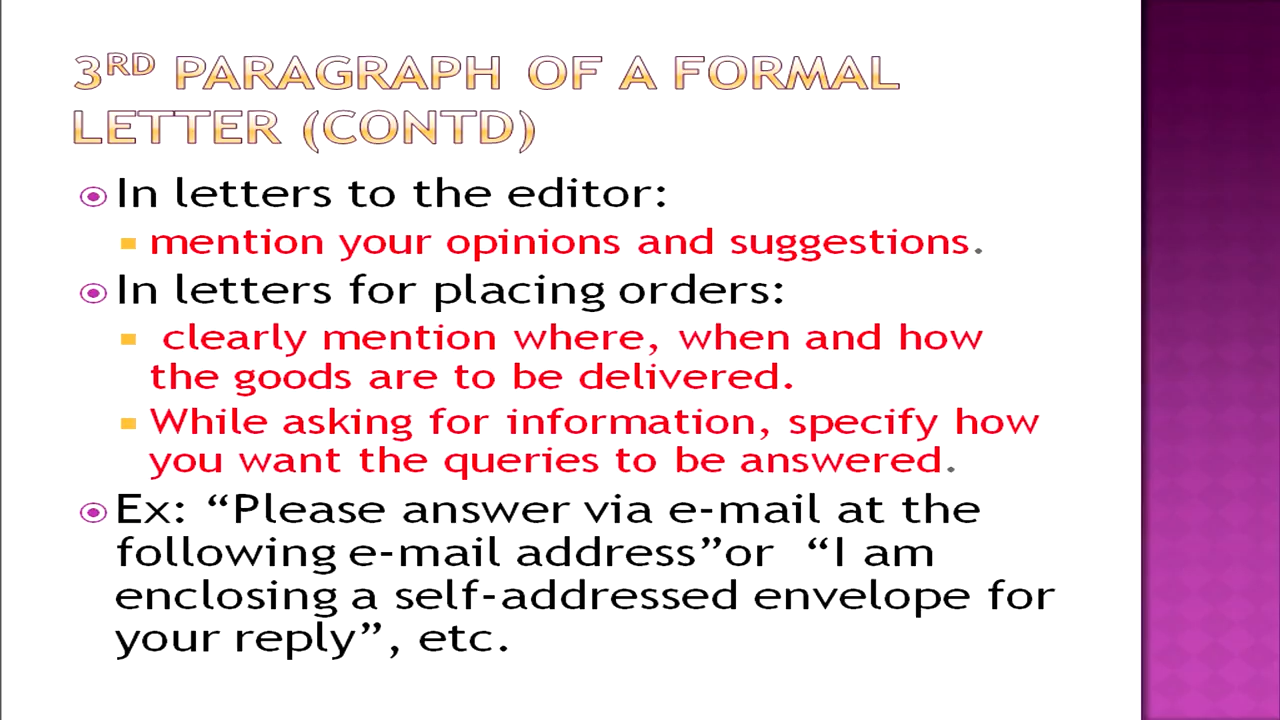 3RD PARAGRAPH OF A FORMAL
LETTER (CONTD)
In letters to the editor:
mention your opinions and suggestions.
In letters for placing orders:
clearly mention where, when and how
the goods are to be delivered.
While asking for information, specify how
you want the queries to be answered.
Ex: “Please answer via e-mail at the
following e-mail address”or “I am
enclosing a self-addressed envelope for
your reply”, etc.